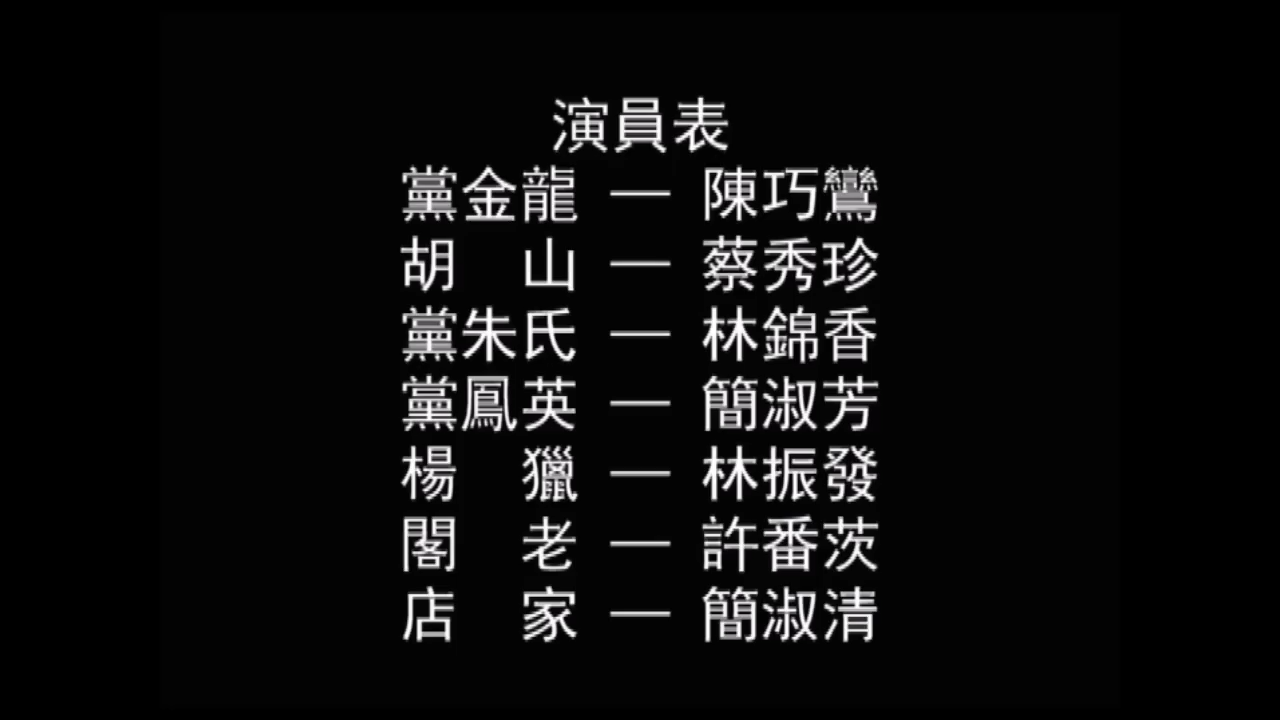 演員表
黨金龍 — 陳巧鸞
胡　山 — 蔡秀珍
黨朱氏 — 林錦香
黨鳳英 — 簡淑芳
楊　獵 — 林振發
閣　老 — 許番茨
店　家 — 簡淑清